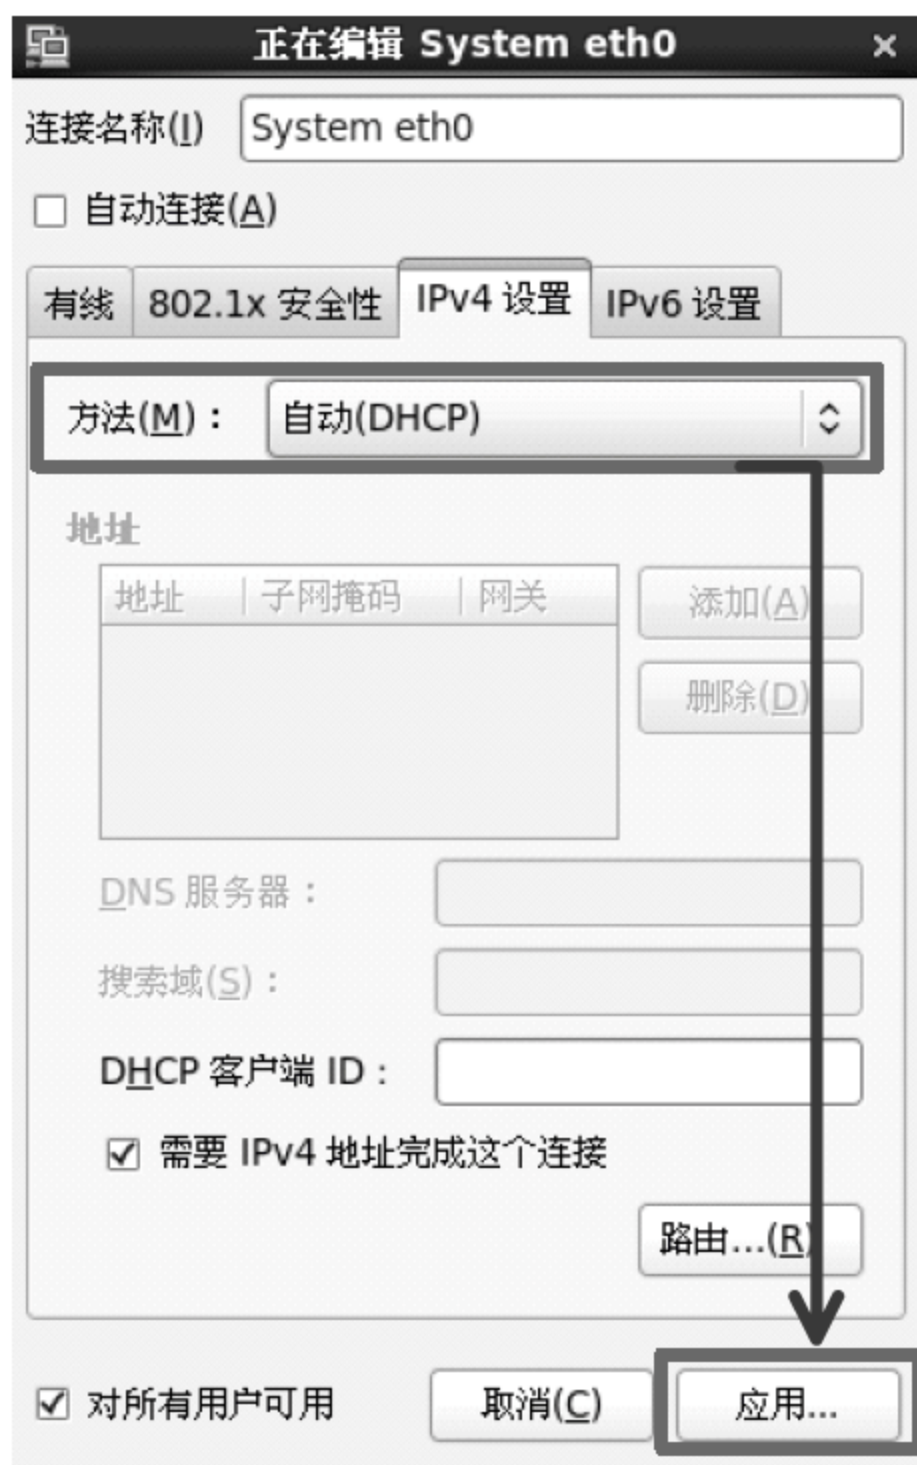 正在编辑 System eth0
连接名称(I) System eth0
自动连接(A)
有线 802.1x 安全性 IPv4 设置 IPv6 设置
方法(M)： 自动(DHCP)
地址
地址 子网掩码 网关 添加(A)
删除(D)
DNS 服务器：
搜索域(S)：
DHCP 客户端 ID：
需要 IPv4 地址完成这个连接
路由…(R)
对所有用户可用 取消(C) 应用...